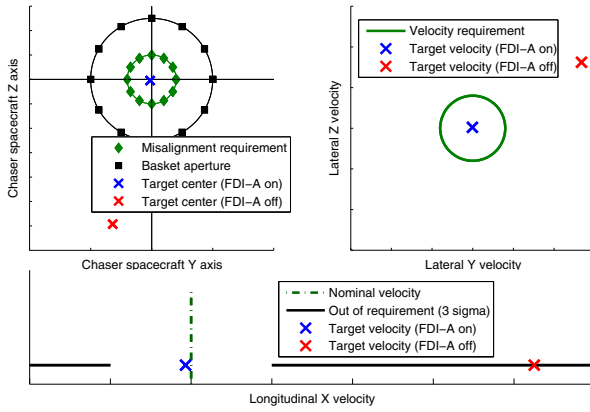 Chaser spacecraft Z axis
Misalignment requirement
Basket aperture
Target center (FDI−A on)
Target center (FDI−A off)
Chaser spacecraft Y axis
Lateral Z velocity
Velocity requirement
Target velocity (FDI−A on)
Target velocity (FDI−A off)
Lateral Y velocity
Nominal velocity
Out of requirement (3 sigma)
Target velocity (FDI−A on)
Target velocity (FDI−A off)
Longitudinal X velocity